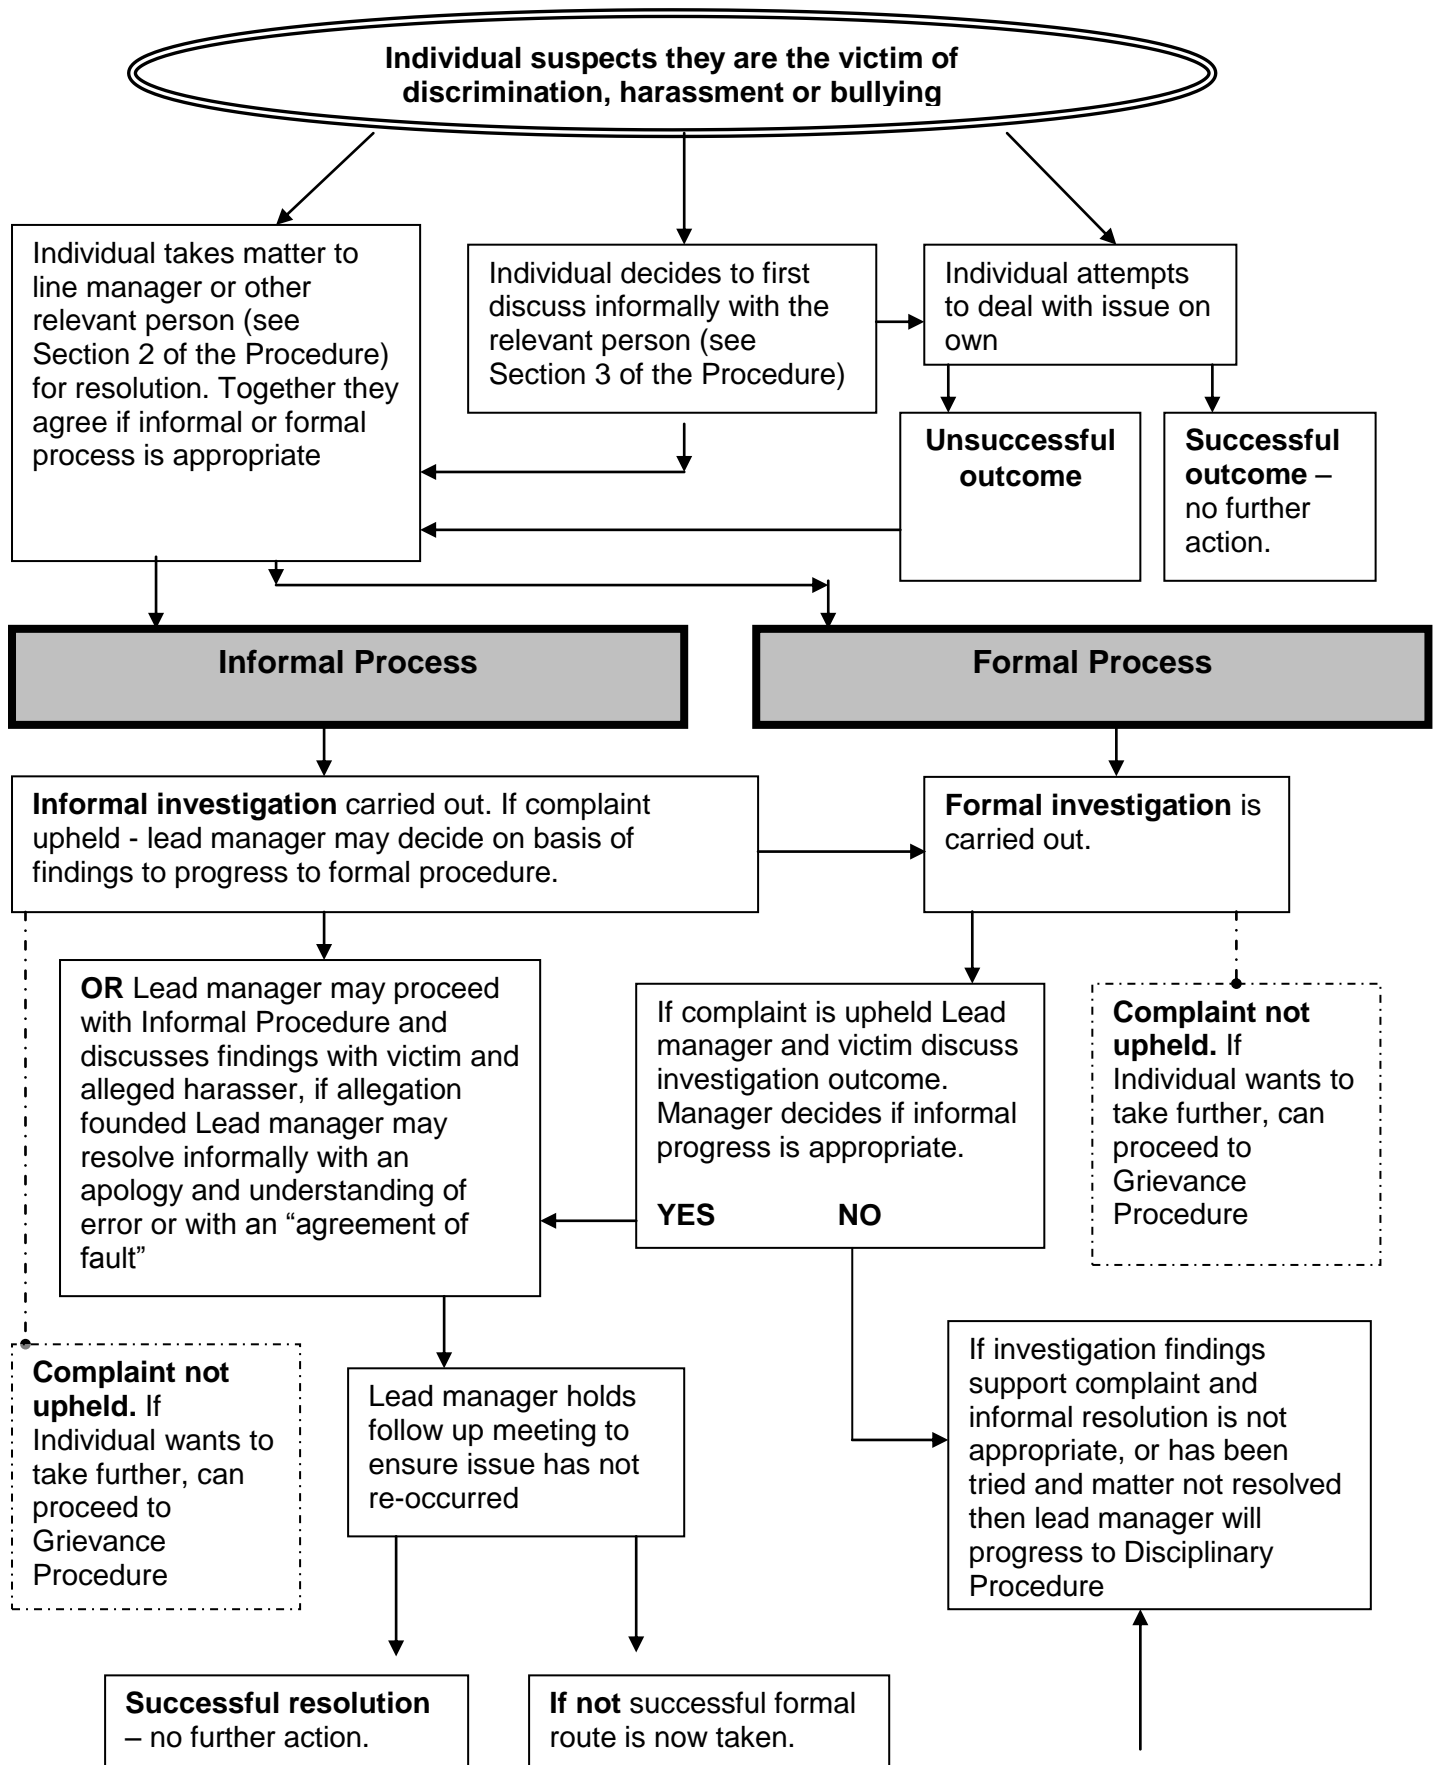 Individual suspects they are the victim of
discrimination, harassment or bullying
Individual takes matter to
line manager or other
relevant person (see
Section 2 of the Procedure)
for resolution. Together they
agree if informal or formal
process is appropriate
Individual decides to first
discuss informally with the
relevant person (see
Section 3 of the Procedure)
Individual attempts
to deal with issue on
own
Unsuccessful
outcome
Successful
outcome –
no further
action.
Informal Process
Formal Process
Informal investigation carried out. If complaint
upheld - lead manager may decide on basis of
findings to progress to formal procedure.
Formal investigation is
carried out.
OR Lead manager may proceed
with Informal Procedure and
discusses findings with victim and
alleged harasser, if allegation
founded Lead manager may
resolve informally with an
apology and understanding of
error or with an “agreement of
fault”
If complaint is upheld Lead
manager and victim discuss
investigation outcome.
Manager decides if informal
progress is appropriate.
YES NO
Complaint not
upheld. If
Individual wants to
take further, can
proceed to
Grievance
Procedure
Complaint not
upheld. If
Individual wants to
take further, can
proceed to
Grievance
Procedure
Lead manager holds
follow up meeting to
ensure issue has not
re-occurred
If investigation findings
support complaint and
informal resolution is not
appropriate, or has been
tried and matter not resolved
then lead manager will
progress to Disciplinary
Procedure
Successful resolution
– no further action.
If not successful formal
route is now taken.